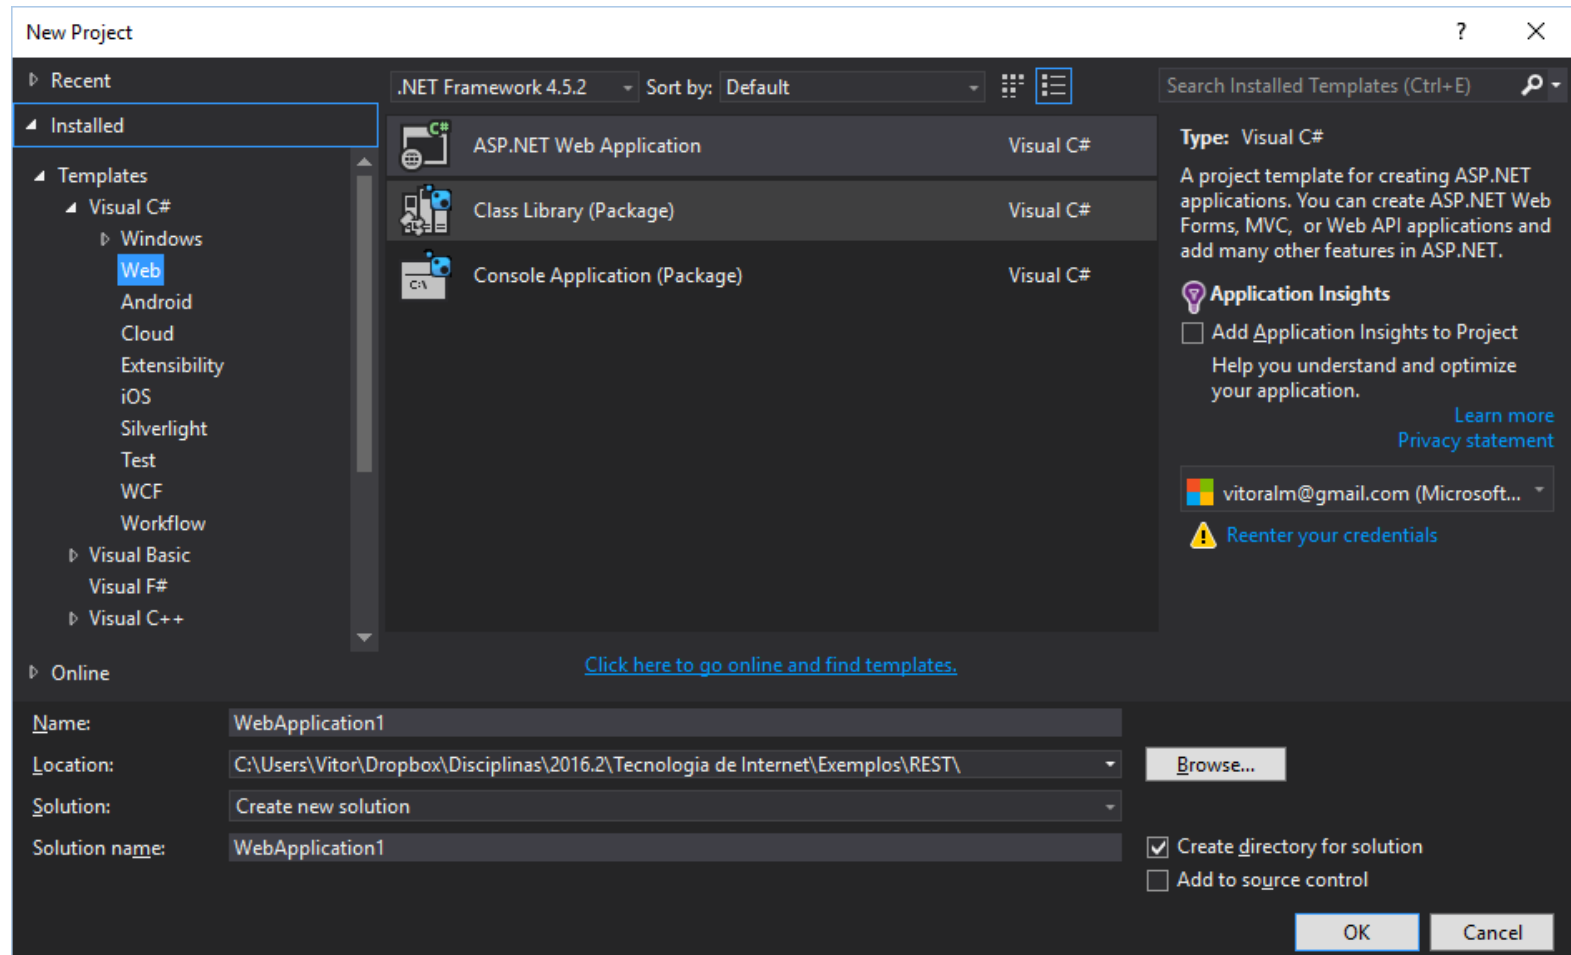 New Project
?
Recent
.NET Framework 4.5.2
Sort by:
Default
Search Installed Templates (Ctrl+E)
Installed
Templates
Visual C#
Windows
Web
Android
Cloud
Extensibility
iOS
Silverlight
Test
WCF
Workflow
Visual Basic
Visual F#
Visual C++
Online
C#
ASP.NET Web Application
Visual C#
Class Library (Package)
Visual C#
C:\
Console Application (Package)
Visual C#
Click here to go online and find templates.
Type: Visual C#
A project template for creating ASP.NET
applications. You can create ASP.NET Web
Forms, MVC, or Web API applications and
add many other features in ASP.NET.
Application Insights
Add Application Insights to Project
Help you understand and optimize
your application.
Learn more
Privacy statement
vitoralm@gmail.com (Microsoft...
Reenter your credentials
Name:
WebApplication1
Location:
C:\Users\Vitor\Dropbox\Disciplinas\2016.2\Tecnologia de Internet\Exemplos\REST\
Browse...
Solution:
Create new solution
Solution name:
WebApplication1
Create directory for solution
Add to source control
OK
Cancel